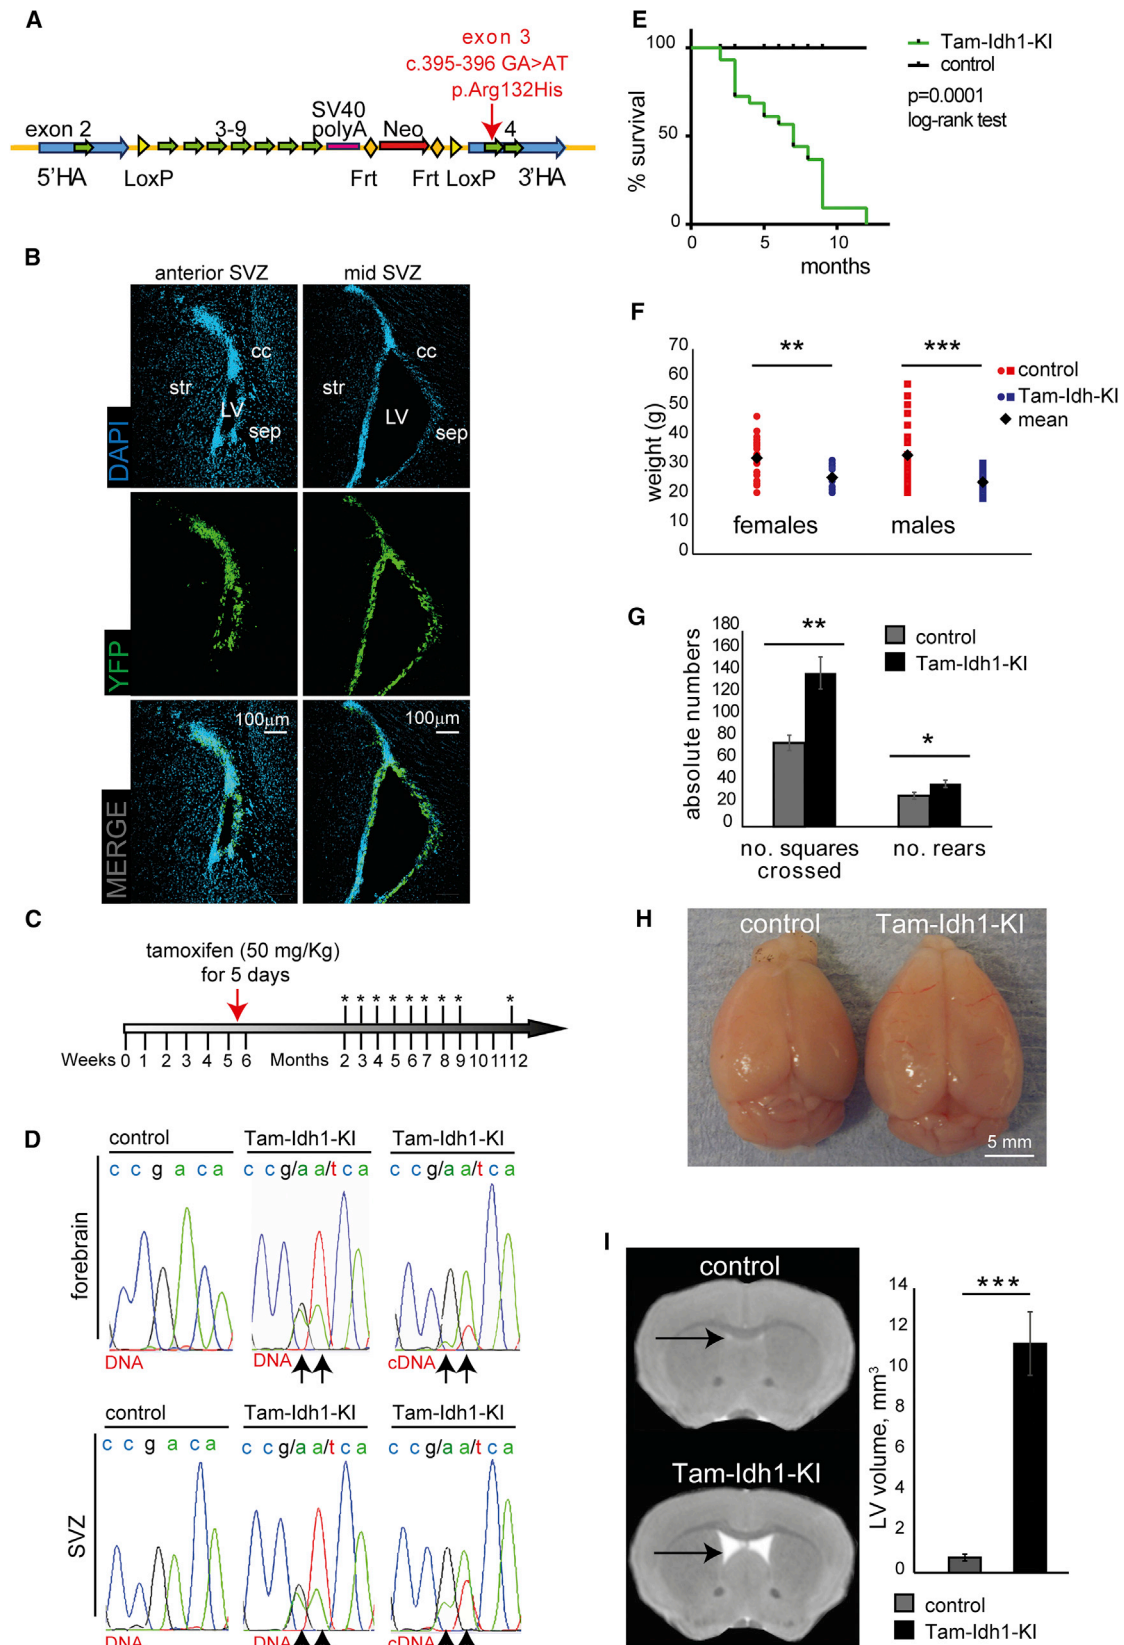 A
exon 3
c.395-396 GA>AT
p.Arg132His
exon 2
3-9
SV40
polyA
Neo
4
5'HA
LoxP
Frt
Frt
LoxP
3'HA
B
anterior SVZ
mid SVZ
DAPI
str
cc
LV
sep
str
cc
LV
sep
YFP
MERGE
100µm
100µm
C
tamoxifen (50 mg/Kg)
for 5 days
* * * * * * * * *
Weeks 0 1 2 3 4 5 6 Months 2 3 4 5 6 7 8 9 10 11 12
D
control
Tam-Idh1-KI
Tam-Idh1-KI
forebrain
c c g a c a
c c g/a a/t c a
c c g/a a/t c a
DNA
DNA
cDNA
control
Tam-Idh1-KI
Tam-Idh1-KI
SVZ
c c g a c a
c c g/a a/t c a
c c g/a a/t c a
DNA
DNA
cDNA
E
% survival
100
50
0
0
5
10
months
Tam-Idh1-KI
control
p=0.0001
log-rank test
F
weight (g)
70
60
50
40
30
20
10
0
**
***
females
males
control
Tam-Idh-KI
mean
G
absolute numbers
180
160
140
120
100
80
60
40
20
0
**
*
no. squares
crossed
no. rears
control
Tam-Idh1-KI
H
control
Tam-Idh1-KI
5 mm
I
control
Tam-Idh1-KI
LV volume, mm³
14
12
10
8
6
4
2
0
***
control
Tam-Idh1-KI